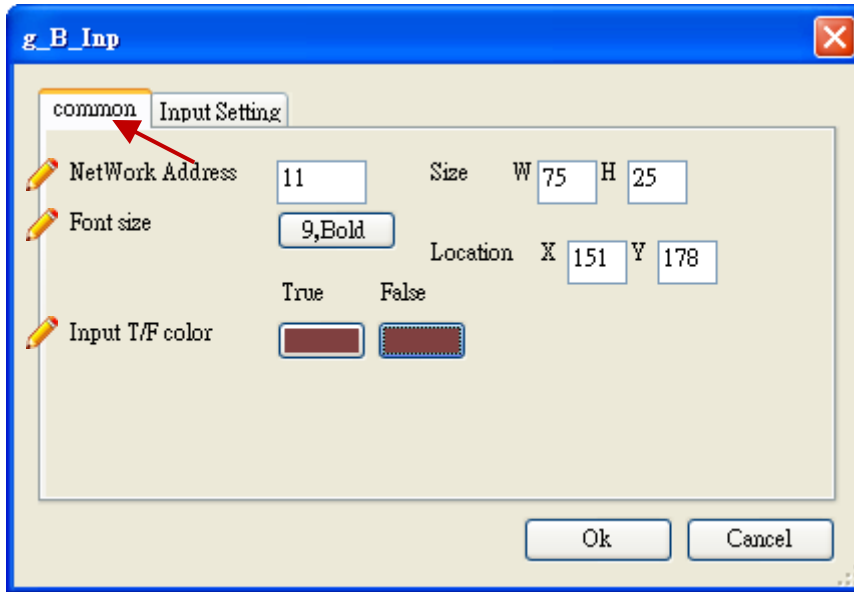 g_B_Inp
common Input Setting
NetWork Address 11 Size W 75 H 25
Font size 9,Bold
Location X 151 Y 178
True False
Input T/F color
Ok Cancel